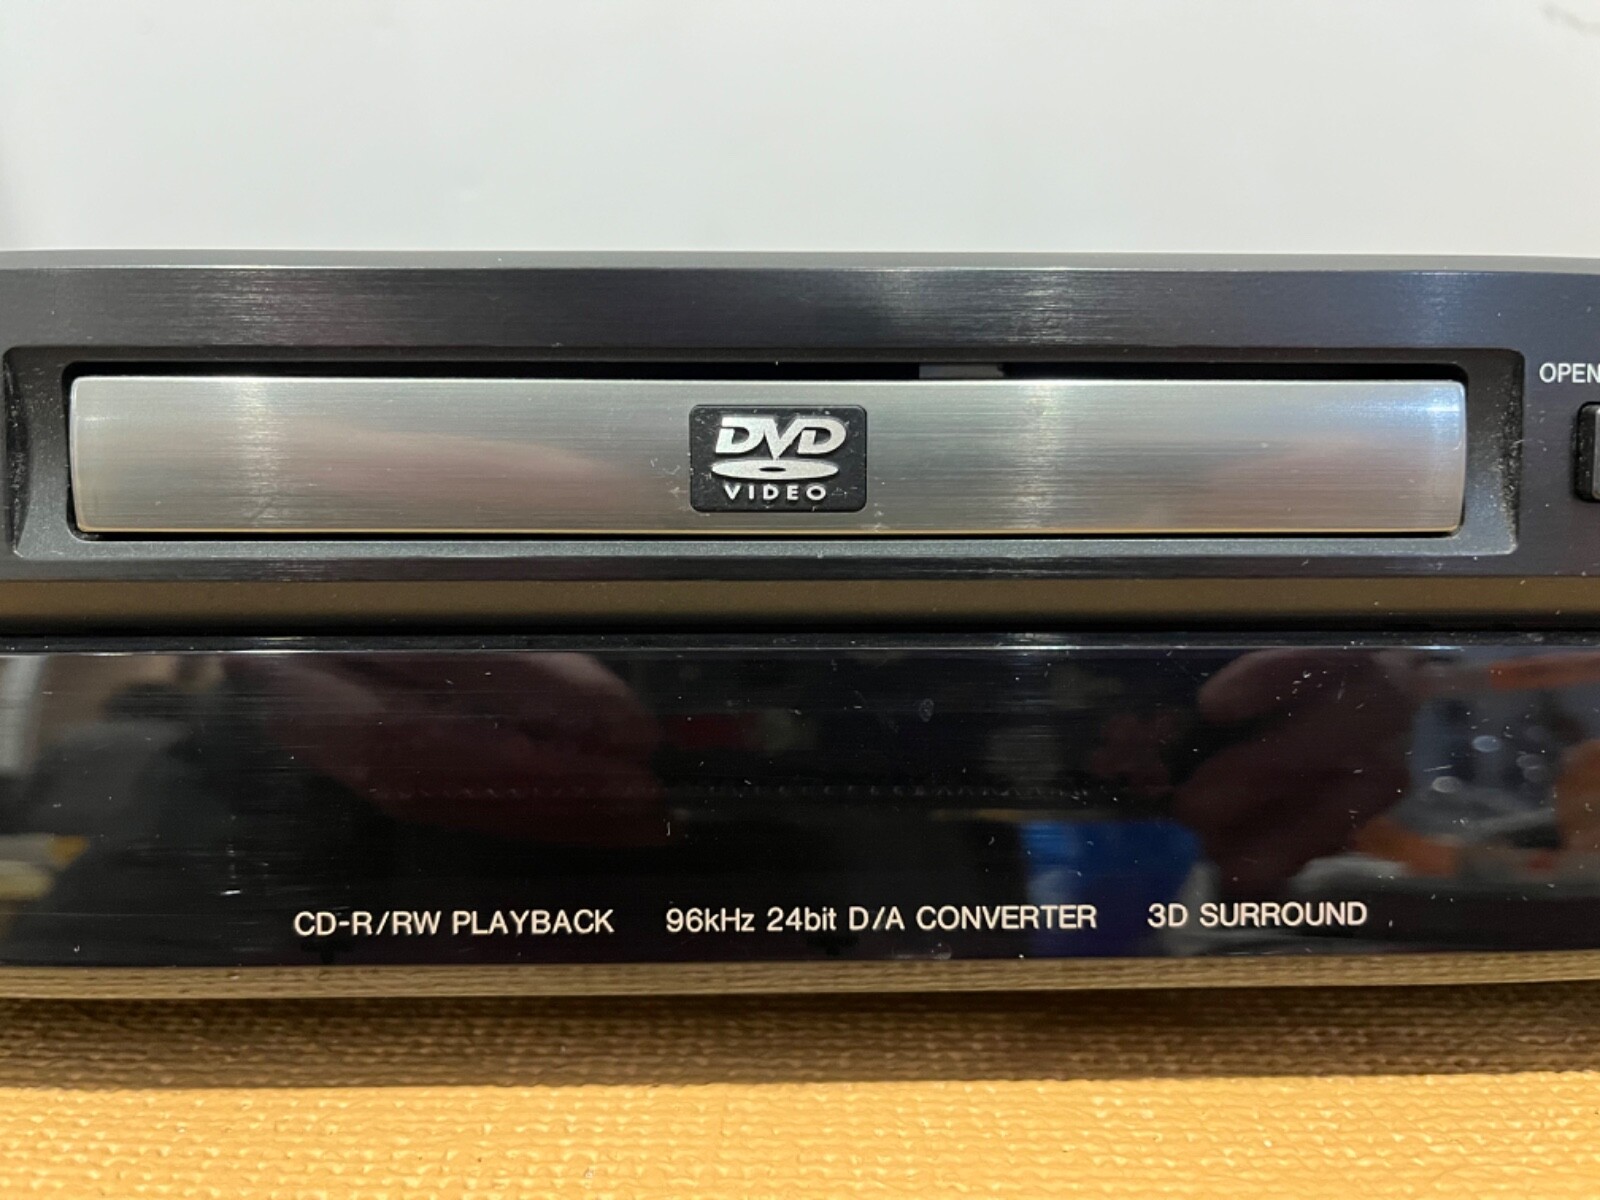 OPEN
DVD
VIDEO
CD-R/RW PLAYBACK 96kHz 24bit D/A CONVERTER 3D SURROUND